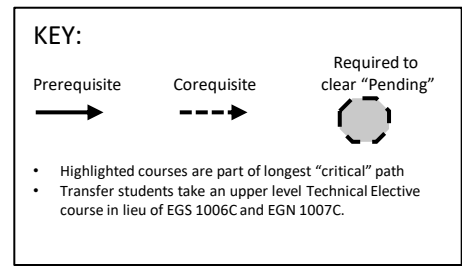 KEY:
Prerequisite
Corequisite
Required to
clear “Pending”
• Highlighted courses are part of longest “critical” path
• Transfer students take an upper level Technical Elective
course in lieu of EGS 1006C and EGN 1007C.